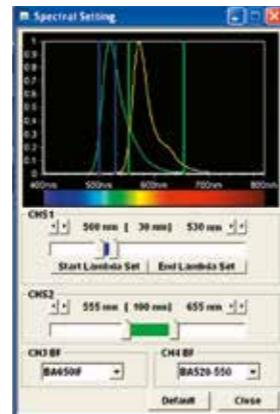 Spectral Setting
1
0.9
0.8
0.7
0.6
0.5
0.4
0.3
0.2
0.1
0
400nm 500nm 600nm 700nm 800nm
CHS1
500 nm [ 30 nm] 530 nm
Start Lambda Set End Lambda Set
CHS2
555 nm [ 100 nm] 655 nm
CH3 BF CH4 BF
BA650IF BA520-550
Default Close